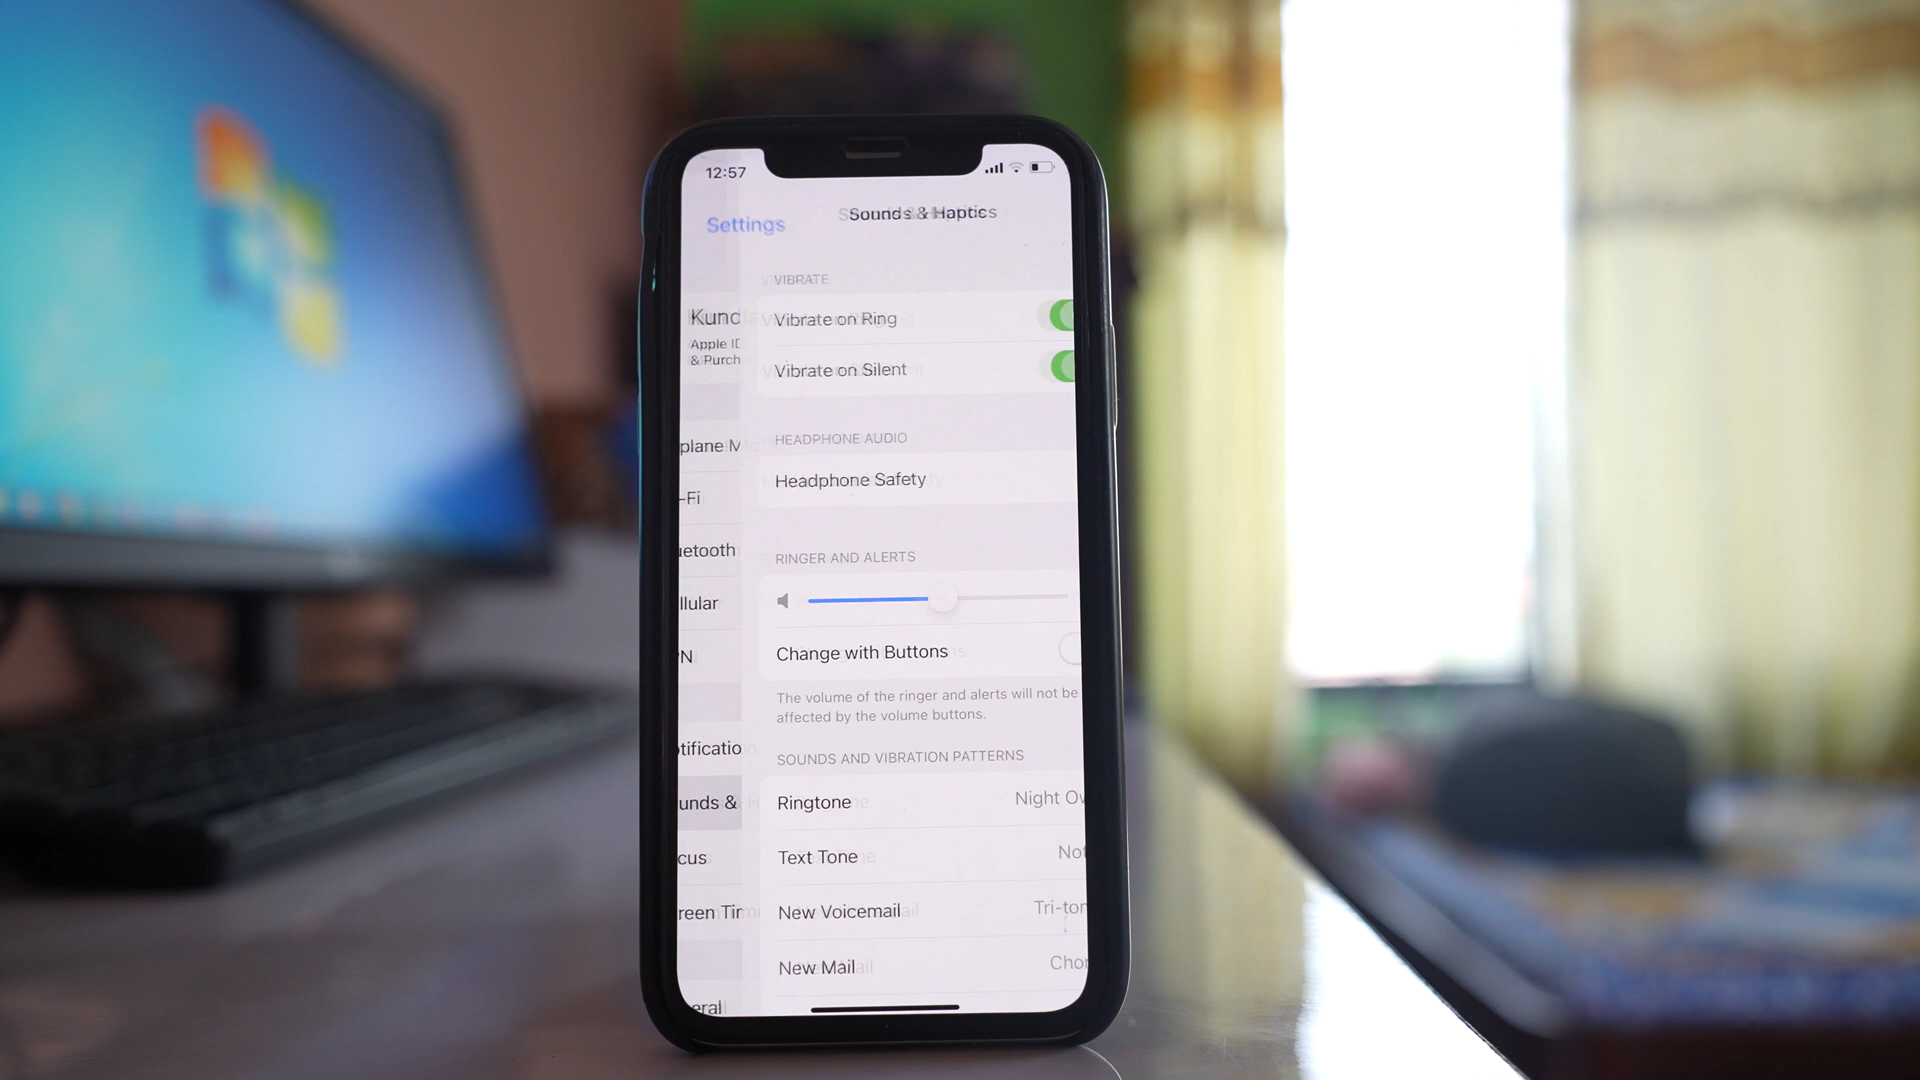 12:57
Settings
Sounds & Haptics
VIBRATE
Kund
Vibrate on Ring
Apple ID
& Purch
Vibrate on Silent
HEADPHONE AUDIO
plane M
Headphone Safety
-Fi
uetooth
RINGER AND ALERTS
llular
Change with Buttons
PN
The volume of the ringer and alerts will not be
affected by the volume buttons.
otification
SOUNDS AND VIBRATION PATTERNS
unds &
Ringtone Night Ow
cus
Text Tone Not
reen Tim
New Voicemail Tri-ton
New Mail Chor
eral